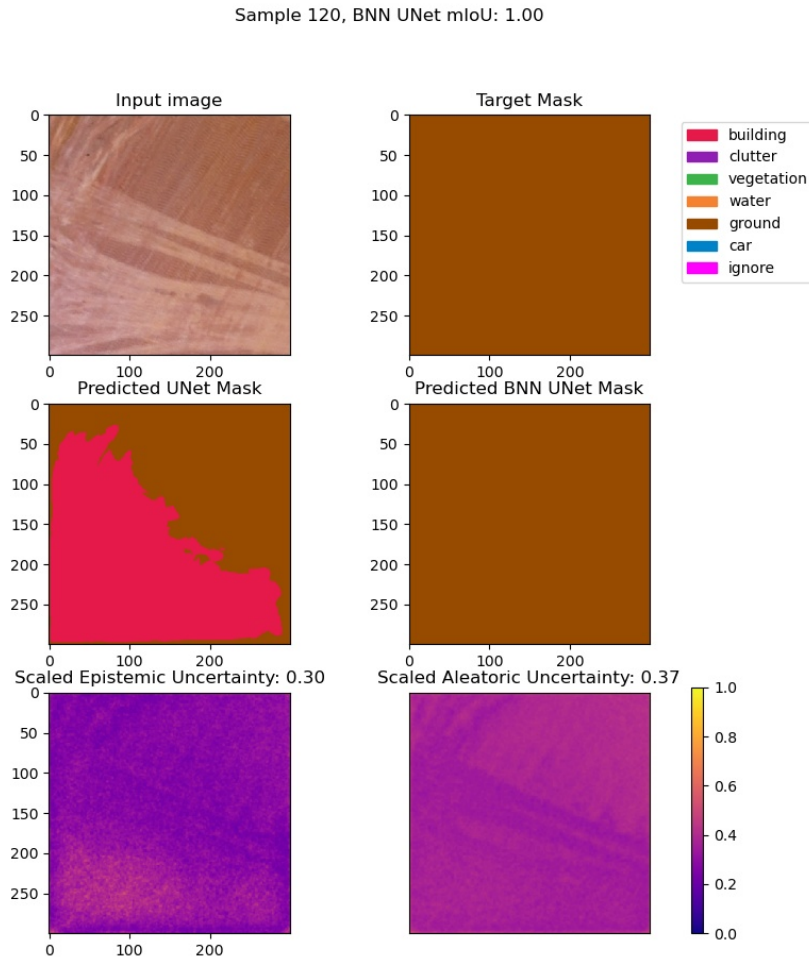 Sample 120, BNN UNet mIoU: 1.00
Input image
Target Mask
0
50
100
150
200
250
0 100 200
0
50
100
150
200
250
0 100 200
building
clutter
vegetation
water
ground
car
ignore
Predicted UNet Mask
Predicted BNN UNet Mask
0
50
100
150
200
250
0 100 200
0
50
100
150
200
250
0 100 200
Scaled Epistemic Uncertainty: 0.30
Scaled Aleatoric Uncertainty: 0.37
0
50
100
150
200
250
0 100 200
1.0
0.8
0.6
0.4
0.2
0.0